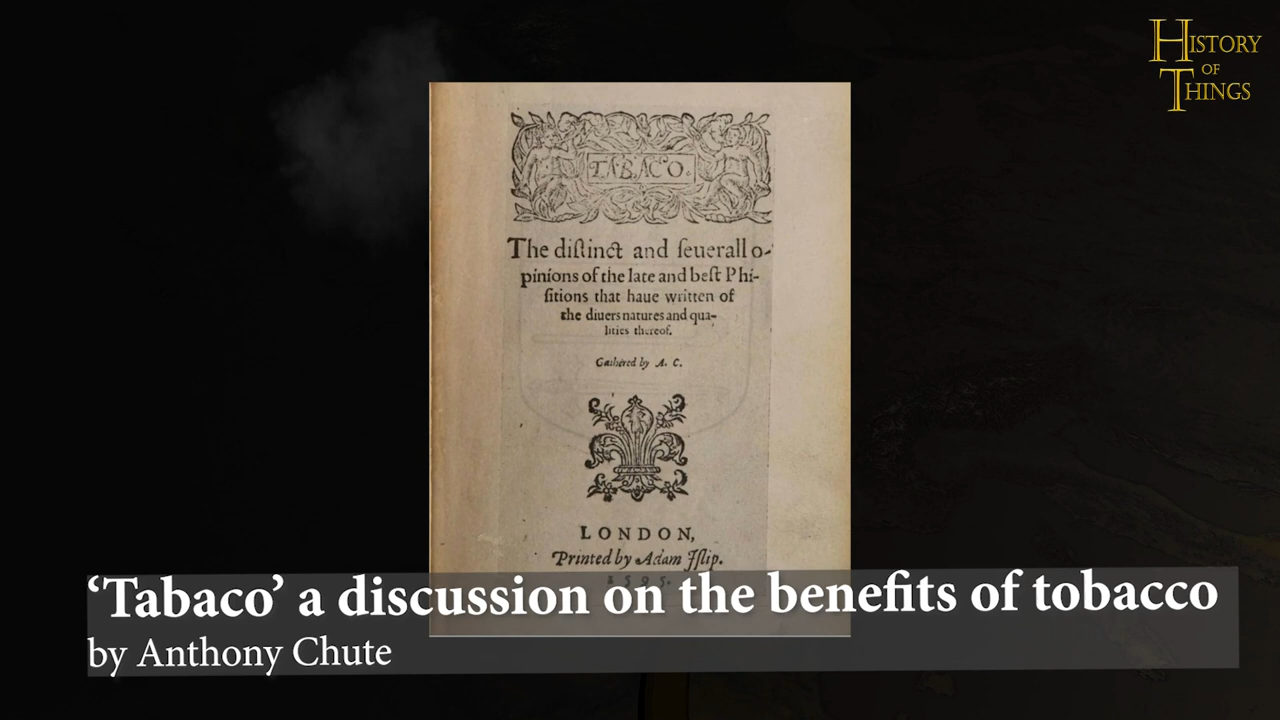 HISTORY
OF
THINGS
TABACO.
The diſtinct and ſeuerall o-
pinions of the late and beſt Phi-
ſitions that haue written of
the diuers natures and qua-
lities thereof.
Gathered by A. C.
LONDON,
Printed by Adam Iſlip.
1595.
‘Tabaco’ a discussion on the benefits of tobacco
by Anthony Chute